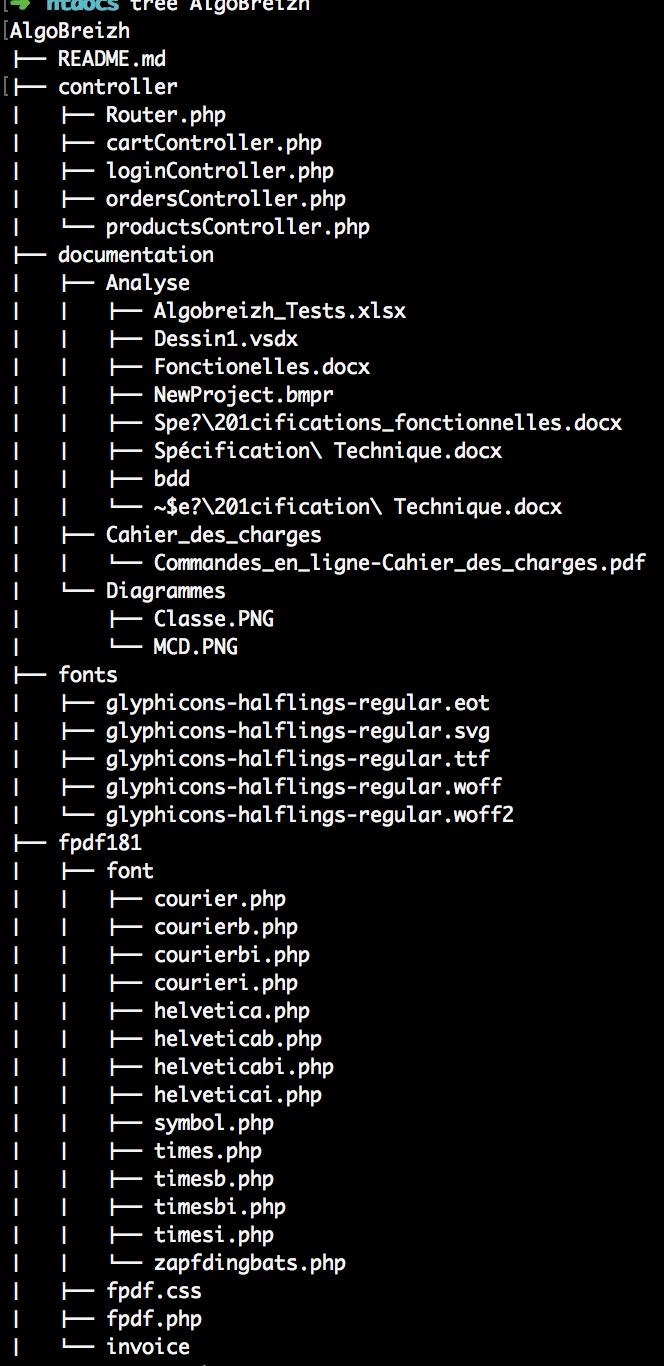 ➜ htdocs tree AlgoBreizh
AlgoBreizh
├── README.md
├── controller
│   ├── Router.php
│   ├── cartController.php
│   ├── loginController.php
│   ├── ordersController.php
│   └── productsController.php
├── documentation
│   ├── Analyse
│   │   ├── Algobreizh_Tests.xlsx
│   │   ├── Dessin1.vsdx
│   │   ├── Fonctionelles.docx
│   │   ├── NewProject.bmpr
│   │   ├── Spe?\201cifications_fonctionnelles.docx
│   │   ├── Spécification\ Technique.docx
│   │   ├── bdd
│   │   └── ~$e?\201cification\ Technique.docx
│   ├── Cahier_des_charges
│   │   └── Commandes_en_ligne-Cahier_des_charges.pdf
│   └── Diagrammes
│       ├── Classe.PNG
│       └── MCD.PNG
├── fonts
│   ├── glyphicons-halflings-regular.eot
│   ├── glyphicons-halflings-regular.svg
│   ├── glyphicons-halflings-regular.ttf
│   ├── glyphicons-halflings-regular.woff
│   └── glyphicons-halflings-regular.woff2
├── fpdf181
│   ├── font
│   │   ├── courier.php
│   │   ├── courierb.php
│   │   ├── courierbi.php
│   │   ├── courieri.php
│   │   ├── helvetica.php
│   │   ├── helveticab.php
│   │   ├── helveticabi.php
│   │   ├── helveticai.php
│   │   ├── symbol.php
│   │   ├── times.php
│   │   ├── timesb.php
│   │   ├── timesbi.php
│   │   ├── timesi.php
│   │   └── zapfdingbats.php
│   ├── fpdf.css
│   ├── fpdf.php
│   └── invoice